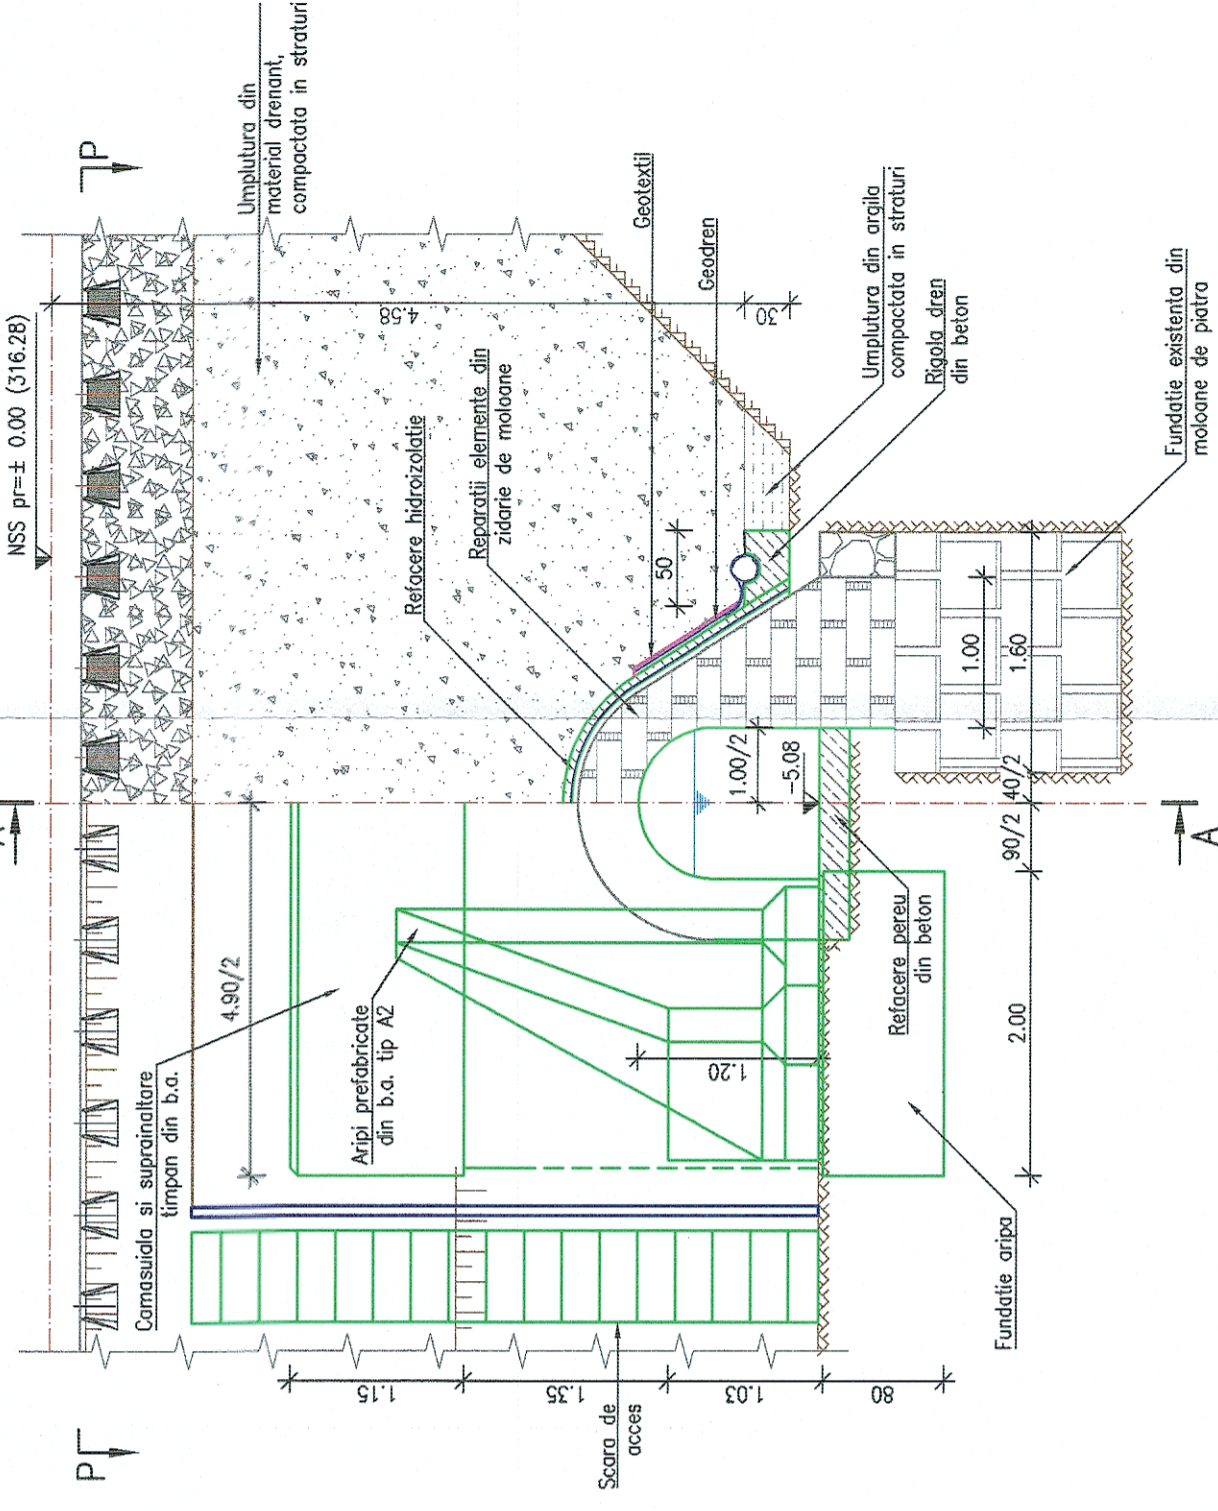 NSS pr=± 0.00 (316.28)
P
Umplutura din
material drenant,
compactata in straturi
4.58
30
Geotextil
Geodren
Refacere hidroizolatie
Reparatii elemente din
zidarie de moloane
50
Umplutura din argila
compactata in straturi
Rigola dren
din beton
Fundatie existenta din
moloane de piatra
1.00
1.60
1.00/2
-5.08
40/2
90/2
A
A
4.90/2
Camasuiala si suprainaltare
timpan din b.a.
Aripi prefabricate
din b.a. tip A2
1.20
Refacere pereu
din beton
2.00
Fundatie aripa
1.15
1.35
1.03
80
Scara de
acces
P